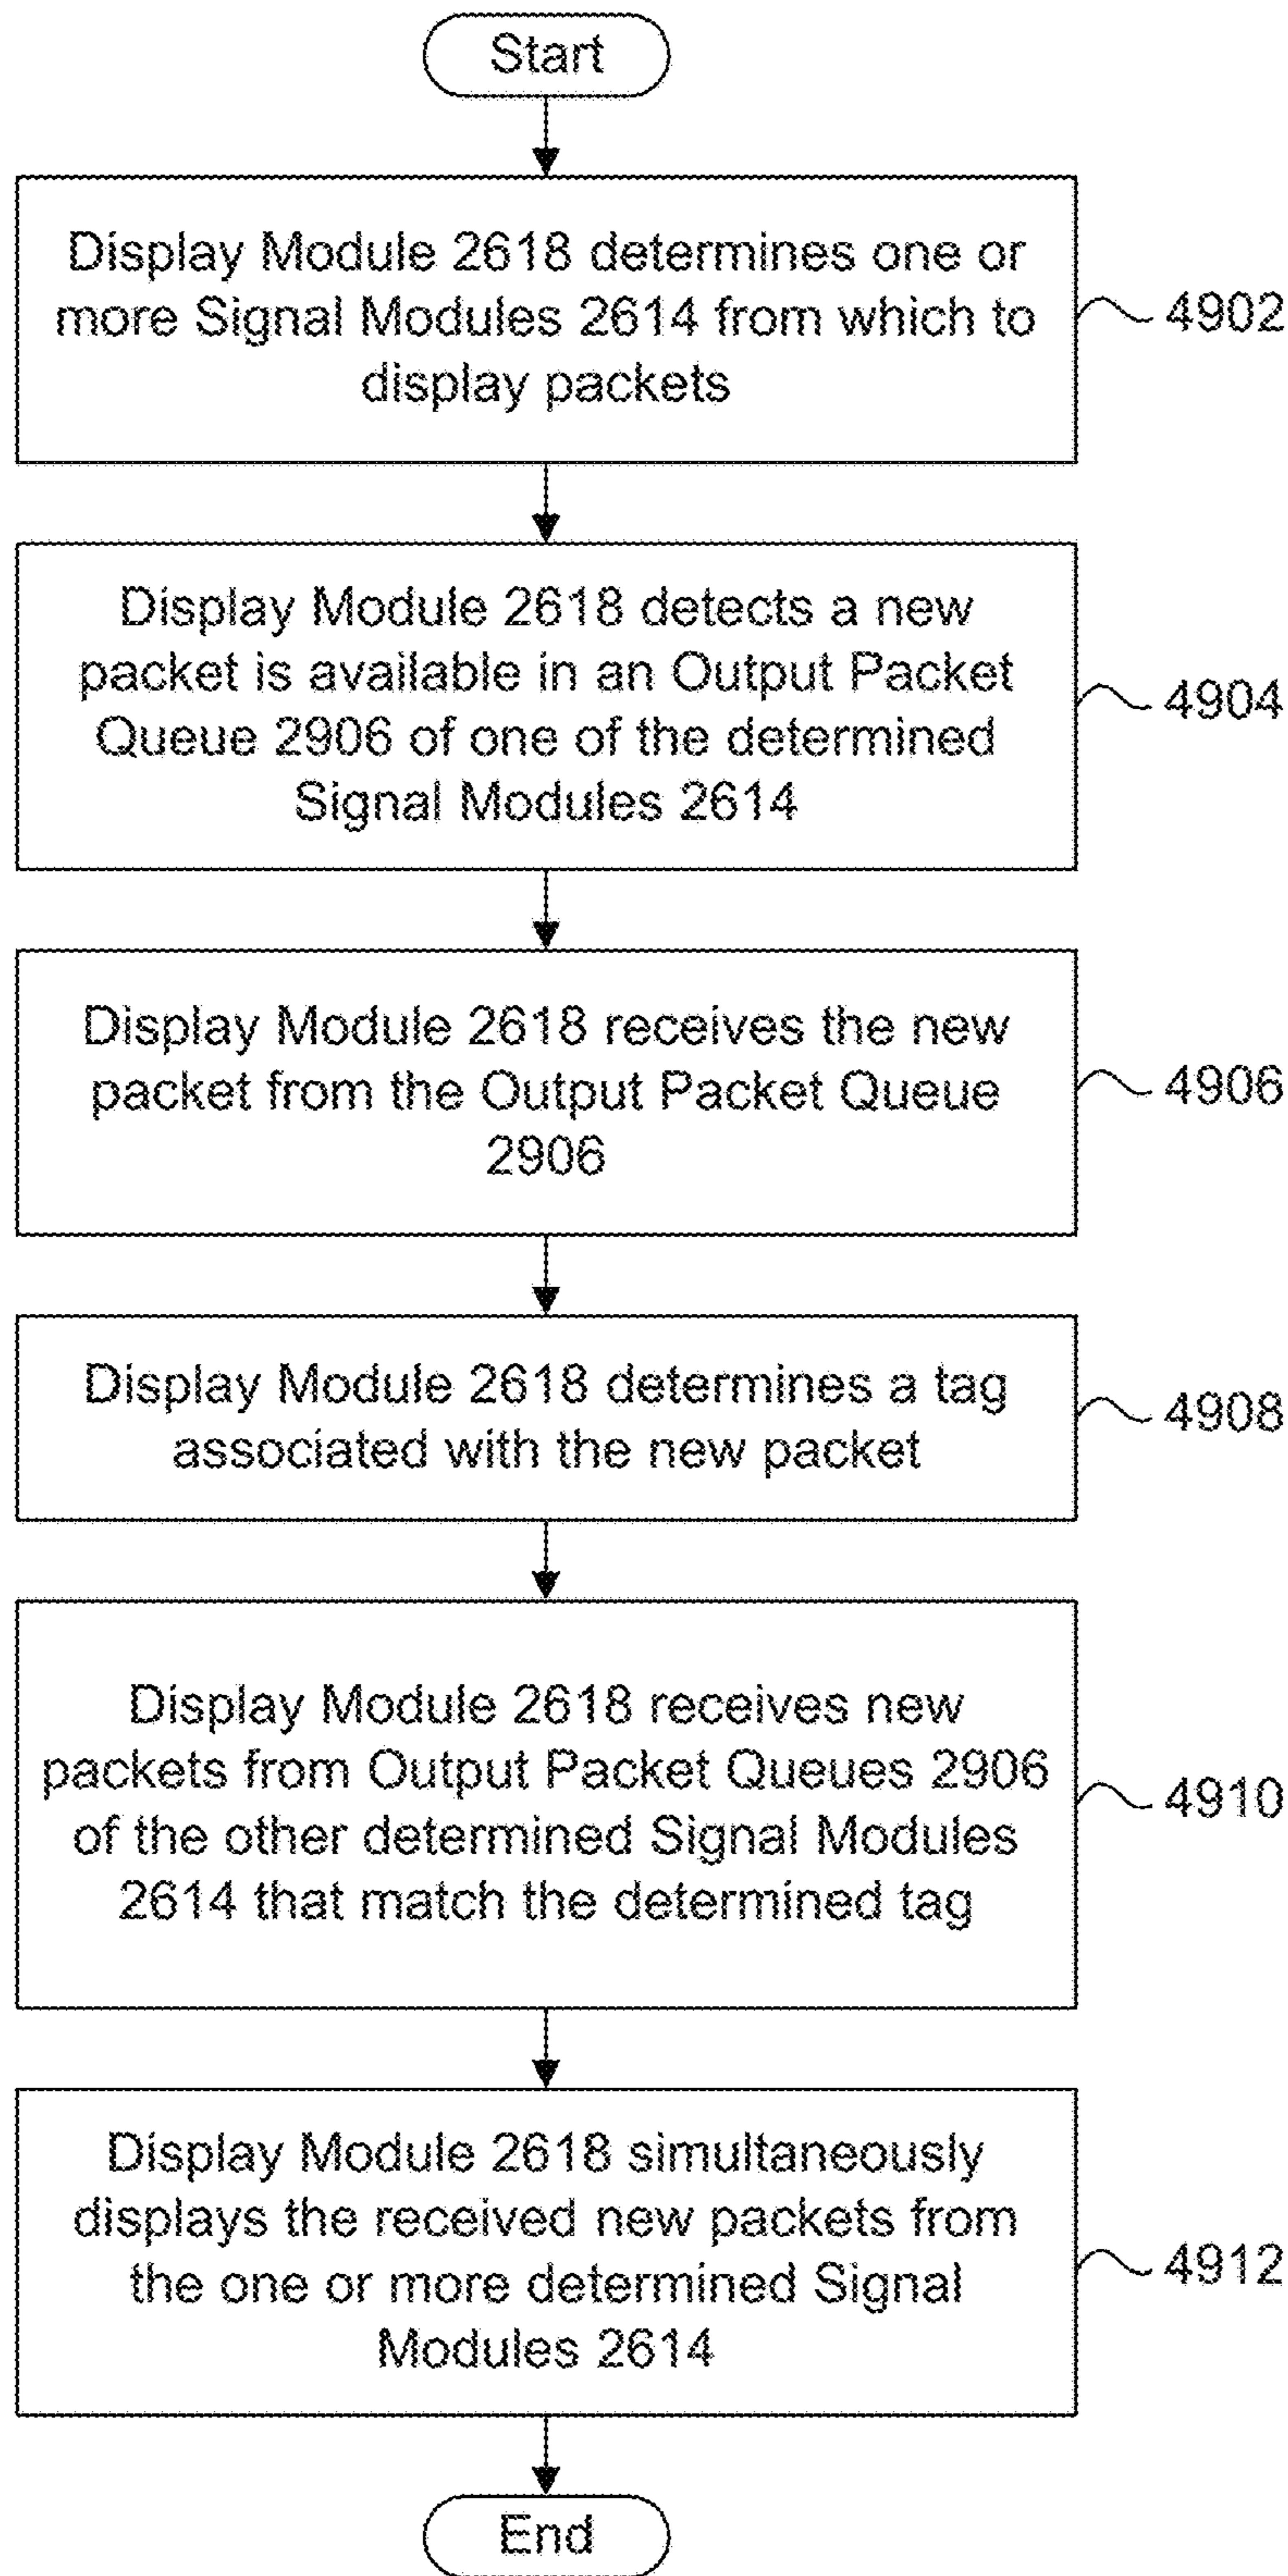 Start
Display Module 2618 determines one or
more Signal Modules 2614 from which to
display packets
4902
Display Module 2618 detects a new
packet is available in an Output Packet
Queue 2906 of one of the determined
Signal Modules 2614
4904
Display Module 2618 receives the new
packet from the Output Packet Queue
2906
4906
Display Module 2618 determines a tag
associated with the new packet
4908
Display Module 2618 receives new
packets from Output Packet Queues 2906
of the other determined Signal Modules
2614 that match the determined tag
4910
Display Module 2618 simultaneously
displays the received new packets from
the one or more determined Signal
Modules 2614
4912
End